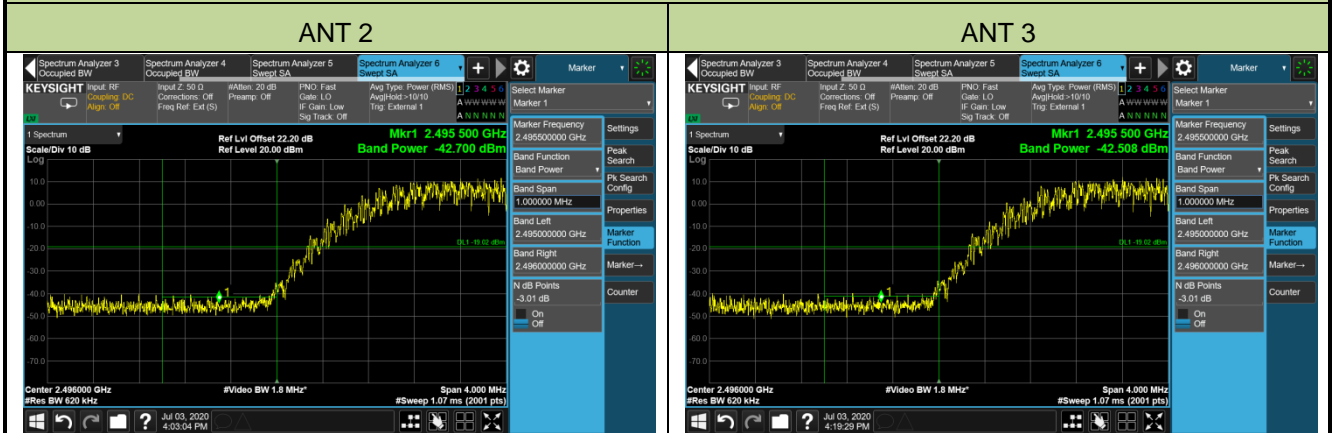 ANT 2
Spectrum Analyzer 3
Occupied BW
Spectrum Analyzer 4
Occupied BW
Spectrum Analyzer 5
Swept SA
Spectrum Analyzer 6
Swept SA
Marker
KEYSIGHT
Input: RF
Coupling: DC
Align: Off
Input Z: 50 Ω
Corrections: Off
Freq Ref: Ext (S)
#Atten: 20 dB
Preamp: Off
PNO: Fast
Gate: LO
IF Gain: Low
Sig Track: Off
Avg Type: Power (RMS)
Avg|Hold:>10/10
Trig: External 1
1 2 3 4 5 6
A W W W W W
A N N N N N
LXI
Select Marker
Marker 1
1 Spectrum
Scale/Div 10 dB
Log
Ref Lvl Offset 22.20 dB
Ref Level 20.00 dBm
Mkr1 2.495 500 GHz
Band Power -42.700 dBm
10.0
0.00
-10.0
-20.0
-30.0
-40.0
-50.0
-60.0
-70.0
DL1 -19.02 dBm
1
Center 2.496000 GHz
#Res BW 620 kHz
#Video BW 1.8 MHz*
Span 4.000 MHz
#Sweep 1.07 ms (2001 pts)
Marker Frequency
2.495500000 GHz
Band Function
Band Power
Band Span
1.000000 MHz
Band Left
2.495000000 GHz
Band Right
2.496000000 GHz
N dB Points
-3.01 dB
On
Off
Settings
Peak
Search
Pk Search
Config
Properties
Marker
Function
Marker→
Counter
Jul 03, 2020
4:03:04 PM
ANT 3
Spectrum Analyzer 3
Occupied BW
Spectrum Analyzer 4
Occupied BW
Spectrum Analyzer 5
Swept SA
Spectrum Analyzer 6
Swept SA
Marker
KEYSIGHT
Input: RF
Coupling: DC
Align: Off
Input Z: 50 Ω
Corrections: Off
Freq Ref: Ext (S)
#Atten: 20 dB
Preamp: Off
PNO: Fast
Gate: LO
IF Gain: Low
Sig Track: Off
Avg Type: Power (RMS)
Avg|Hold:>10/10
Trig: External 1
1 2 3 4 5 6
A W W W W W
A N N N N N
LXI
Select Marker
Marker 1
1 Spectrum
Scale/Div 10 dB
Log
Ref Lvl Offset 22.20 dB
Ref Level 20.00 dBm
Mkr1 2.495 500 GHz
Band Power -42.508 dBm
10.0
0.00
-10.0
-20.0
-30.0
-40.0
-50.0
-60.0
-70.0
DL1 -19.02 dBm
1
Center 2.496000 GHz
#Res BW 620 kHz
#Video BW 1.8 MHz*
Span 4.000 MHz
#Sweep 1.07 ms (2001 pts)
Marker Frequency
2.495500000 GHz
Band Function
Band Power
Band Span
1.000000 MHz
Band Left
2.495000000 GHz
Band Right
2.496000000 GHz
N dB Points
-3.01 dB
On
Off
Settings
Peak
Search
Pk Search
Config
Properties
Marker
Function
Marker→
Counter
Jul 03, 2020
4:19:29 PM